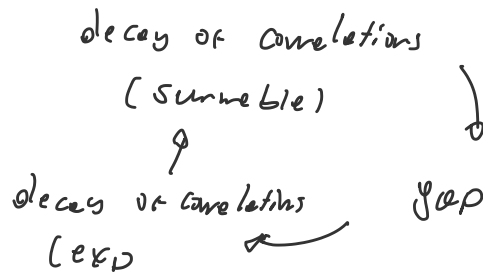 decay of correlations
(summable)
decay of correlations
gap
(exp